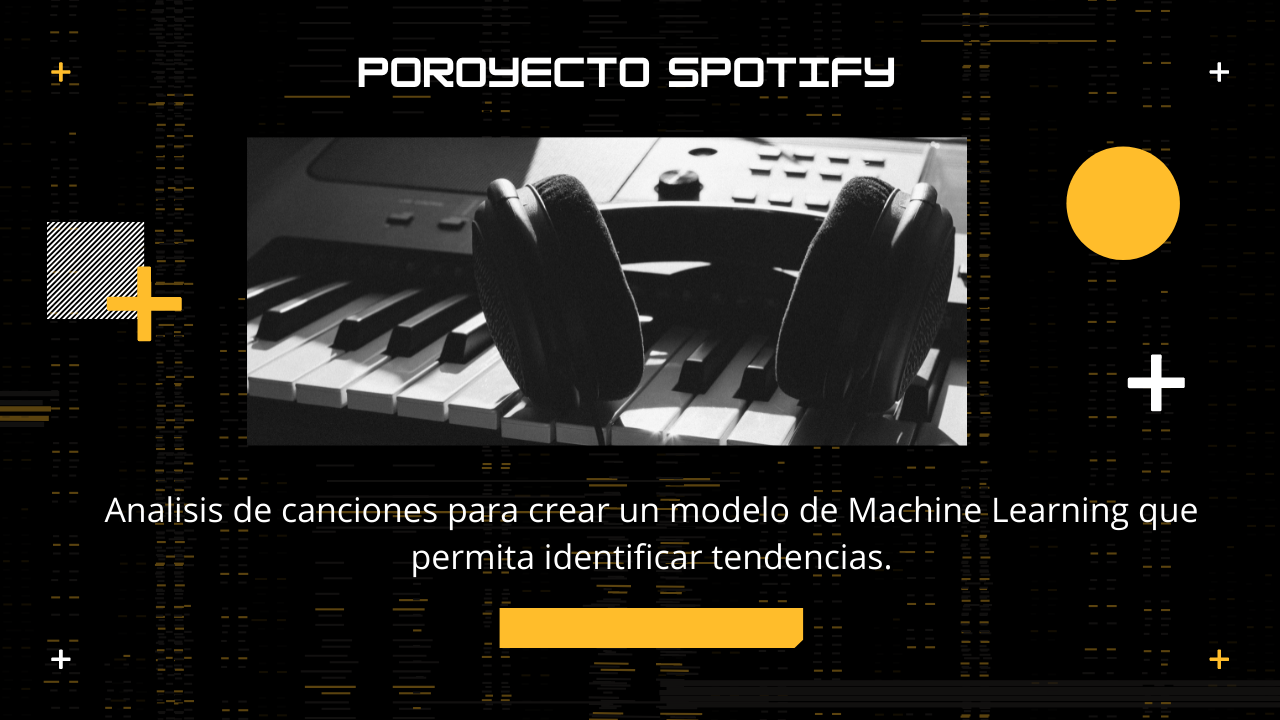 POROYECTO SPOTIFY
Analisis de canciones para crear un modelo de Machine Learning que
permita identificar tendencias.